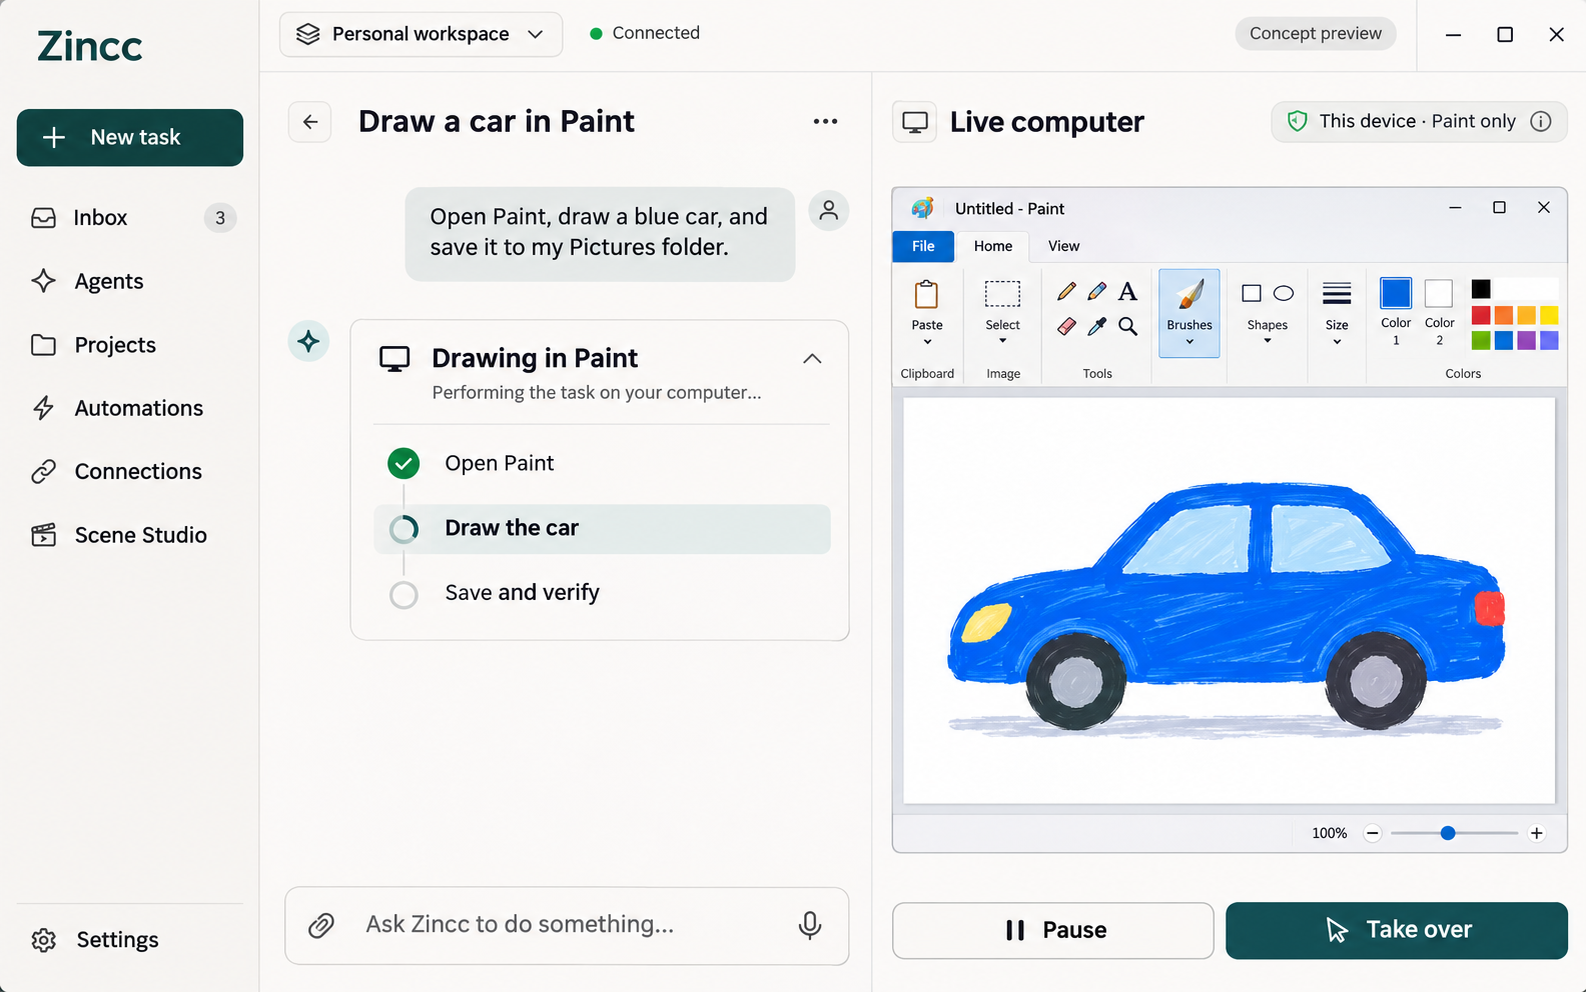 Zincc
New task
Inbox 3
Agents
Projects
Automations
Connections
Scene Studio
Settings
Personal workspace
Connected
Concept preview
Draw a car in Paint
Open Paint, draw a blue car, and
save it to my Pictures folder.
Drawing in Paint
Performing the task on your computer...
Open Paint
Draw the car
Save and verify
Ask Zincc to do something...
Live computer
This device · Paint only
Untitled - Paint
File Home View
Paste
Clipboard
Select
Image
A
Tools
Brushes
Shapes
Size
Color
1
Color
2
Colors
100%
Pause
Take over